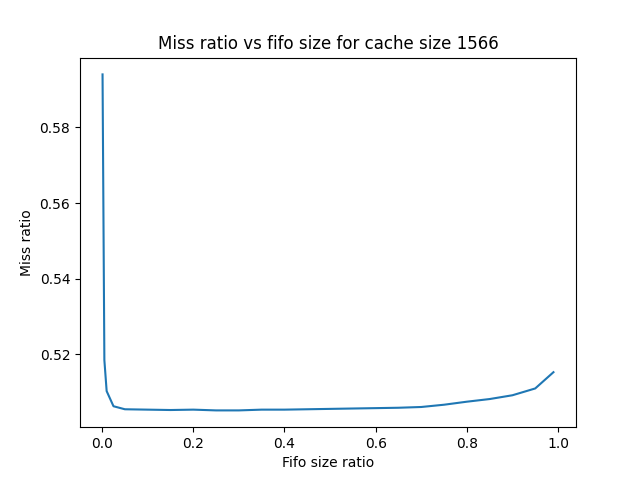 Miss ratio vs fifo size for cache size 1566
0.58
0.56
0.54
0.52
Miss ratio
0.0 0.2 0.4 0.6 0.8 1.0
Fifo size ratio